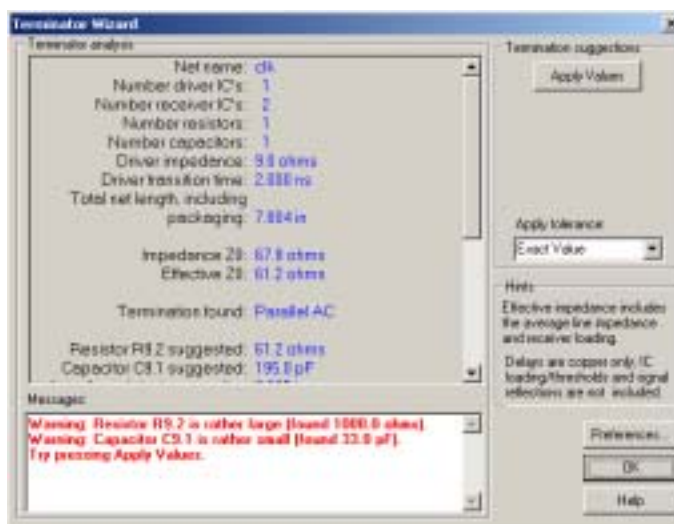 Terminator Wizard
Terminator analysis
Net name: clk
Number driver IC's: 1
Number receiver IC's: 2
Number resistors: 1
Number capacitors: 1
Driver impedance: 9.0 ohms
Driver transition time: 2.000 ns
Total net length, including
packaging: 7.804 in
Impedance Z0: 67.8 ohms
Effective Z0: 61.2 ohms
Termination found: Parallel AC
Resistor R9.2 suggested: 61.2 ohms
Capacitor C9.1 suggested: 195.0 pF
Messages:
Warning: Resistor R9.2 is rather large (found 1000.0 ohms).
Warning: Capacitor C9.1 is rather small (found 33.0 pF).
Try pressing Apply Values.
Termination suggestions
Apply Values
Apply tolerance:
Exact Value
Hints
Effective impedance includes
the average line impedance
and receiver loading.
Delays are copper only; IC
loading/thresholds and signal
reflections are not included.
Preferences...
OK
Help